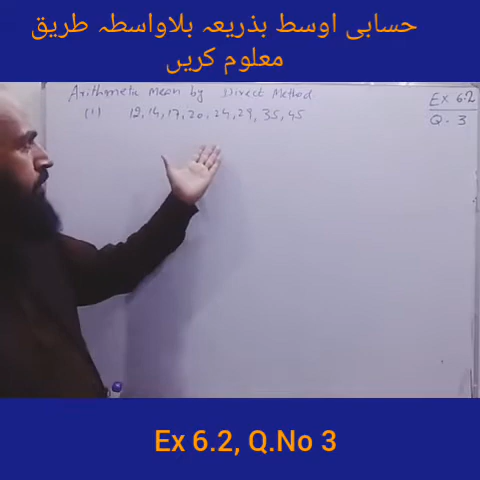 حسابی اوسط بذریعہ بلاواسطہ طریق
معلوم کریں
Arithmetic Mean by Direct Method
Ex 6.2
(i) 12, 14, 17, 20, 24, 29, 35, 45
Q. 3
Ex 6.2, Q.No 3